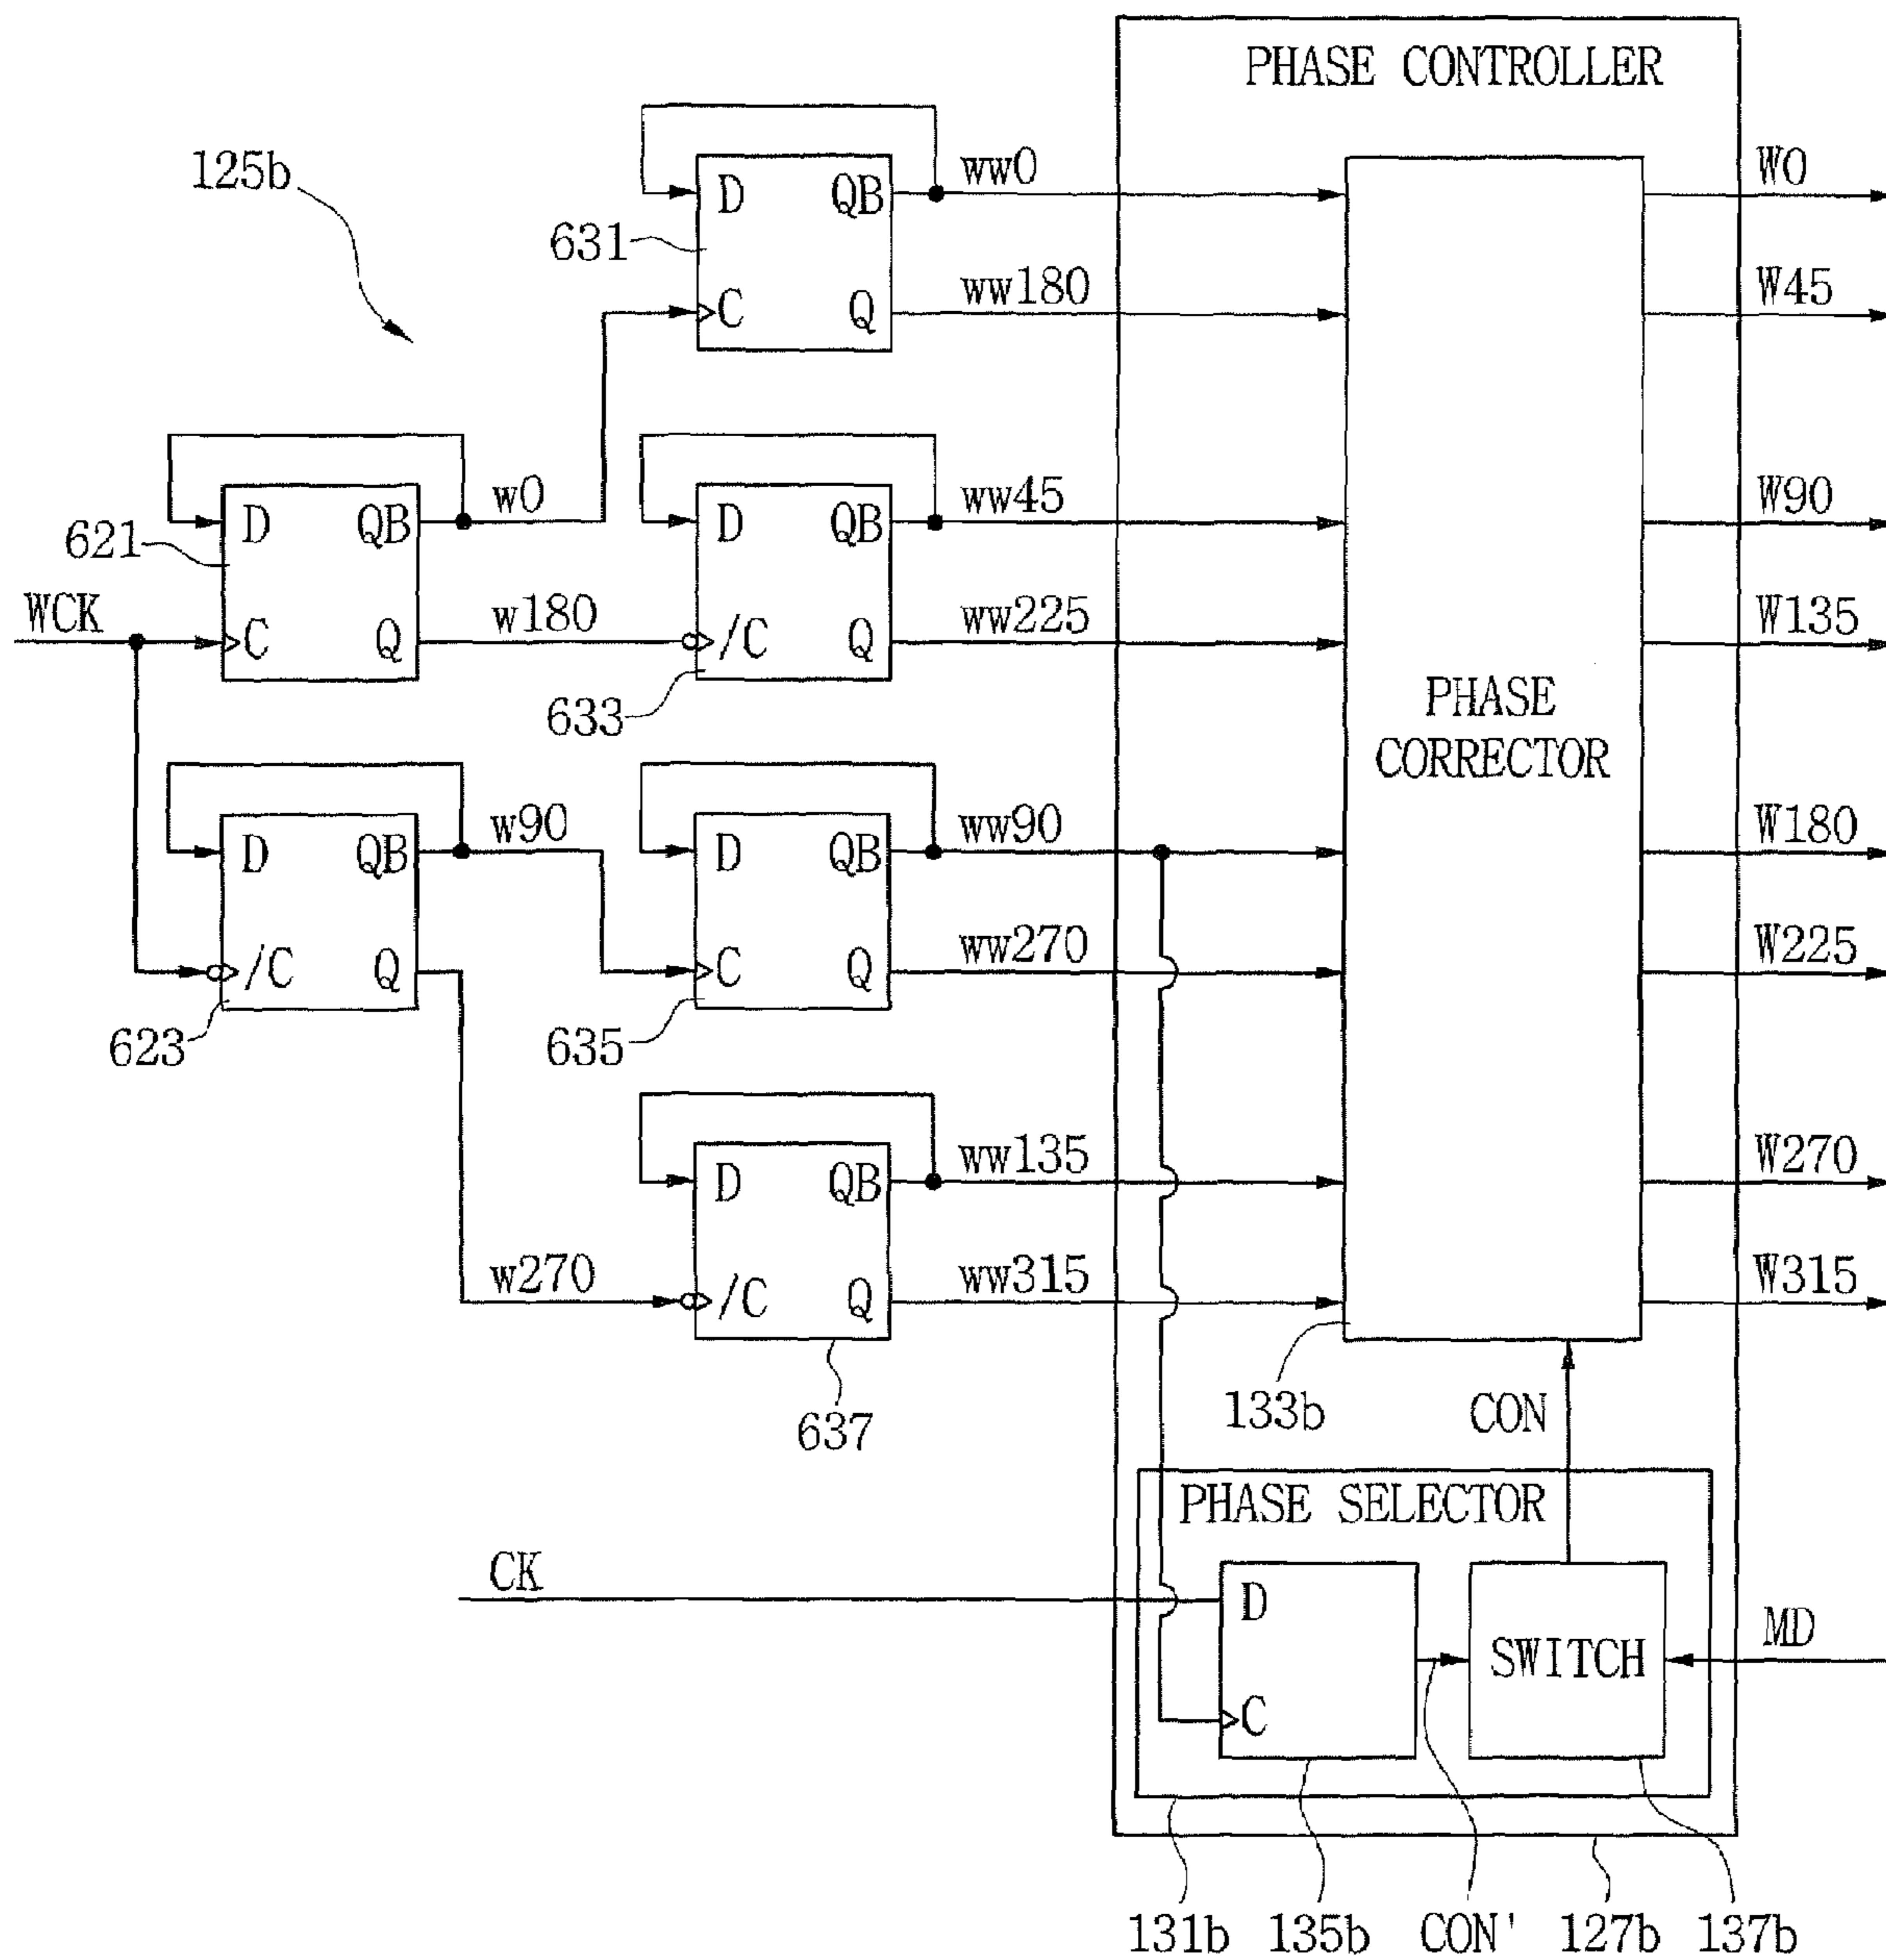 PHASE CONTROLLER
125b
D QB
ww0
W0
631
C Q
ww180
W45
D QB
w0
D QB
ww45
W90
621
WCK
C Q
w180
/C Q
ww225
W135
633
PHASE
CORRECTOR
D QB
w90
D QB
ww90
W180
/C Q
C Q
ww270
W225
623
635
D QB
ww135
W270
w270
/C Q
ww315
W315
637
133b
CON
PHASE SELECTOR
CK
D
SWITCH
MD
C
131b 135b CON' 127b 137b